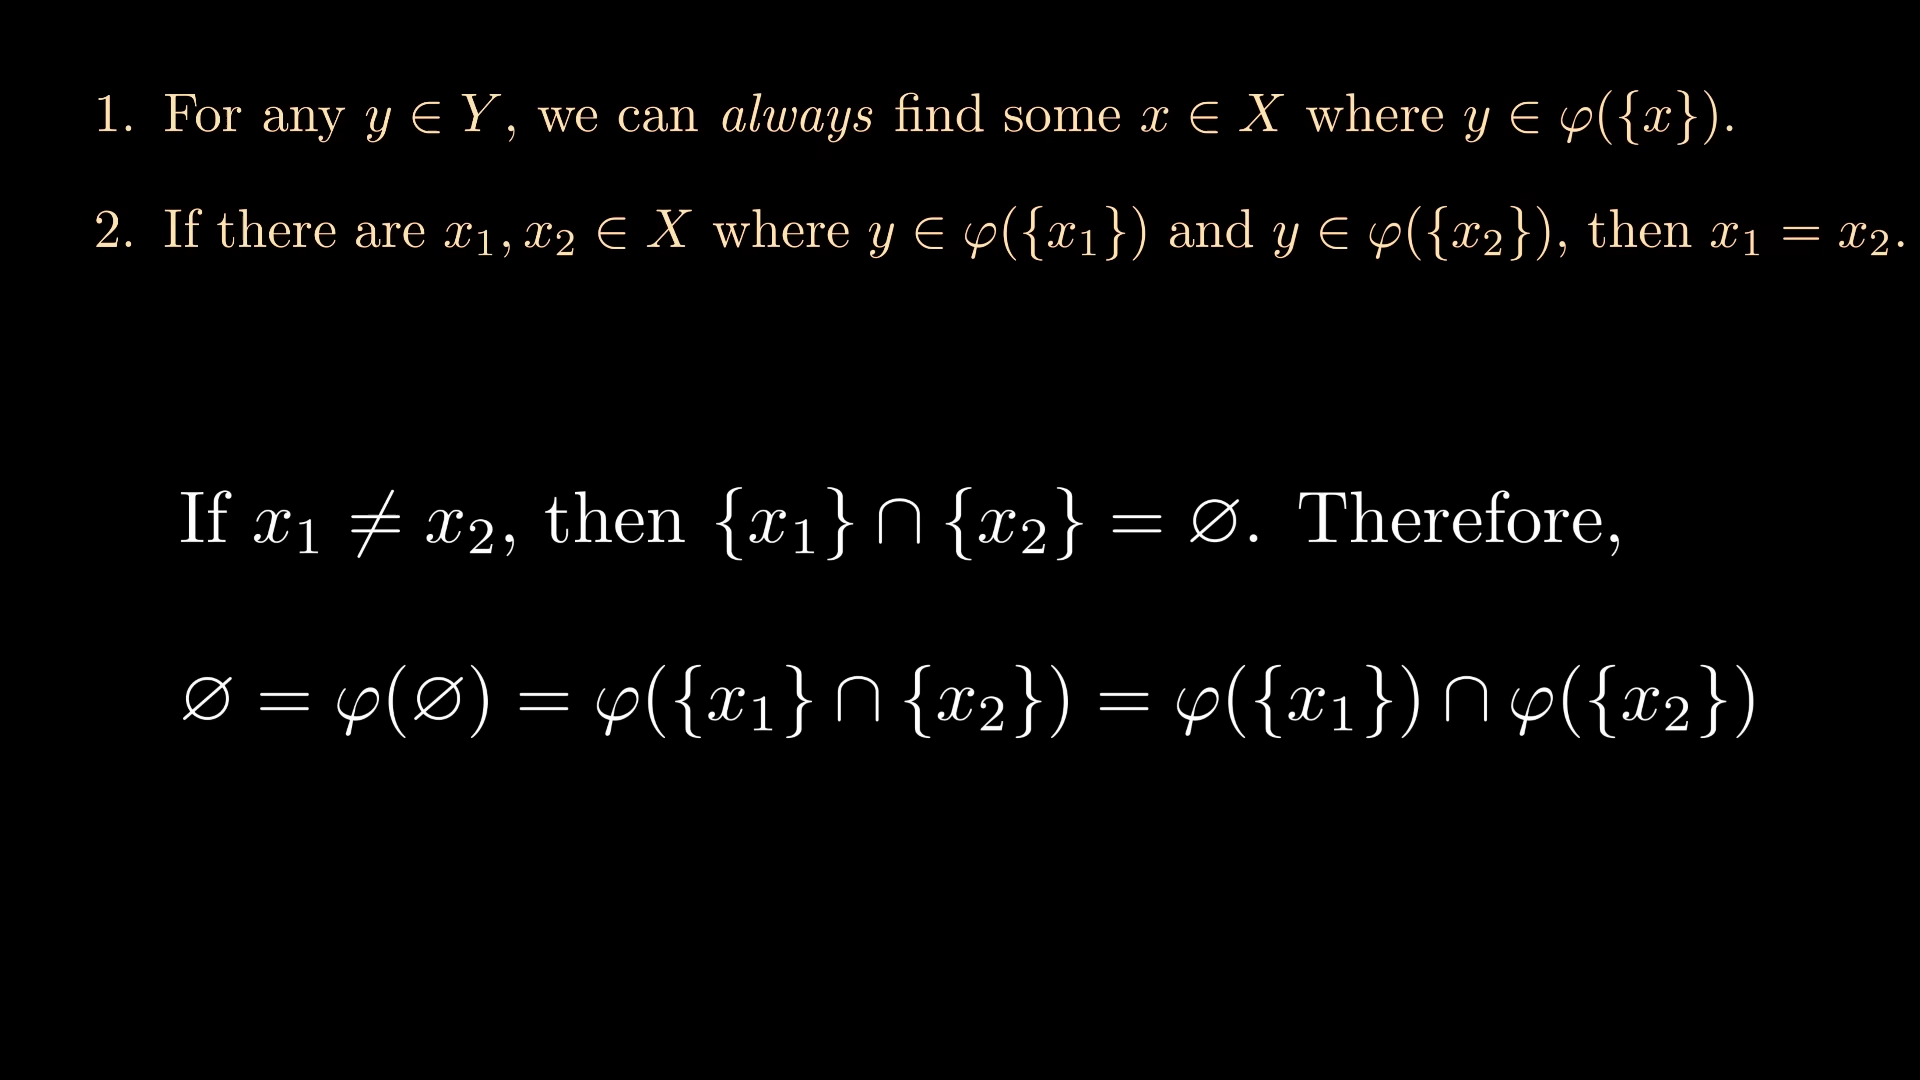 1. For any y ∈ Y, we can always find some x ∈ X where y ∈ φ({x}).
2. If there are x₁, x₂ ∈ X where y ∈ φ({x₁}) and y ∈ φ({x₂}), then x₁ = x₂.
If x₁ ≠ x₂, then {x₁} ∩ {x₂} = ∅. Therefore,
∅ = φ(∅) = φ({x₁} ∩ {x₂}) = φ({x₁}) ∩ φ({x₂})